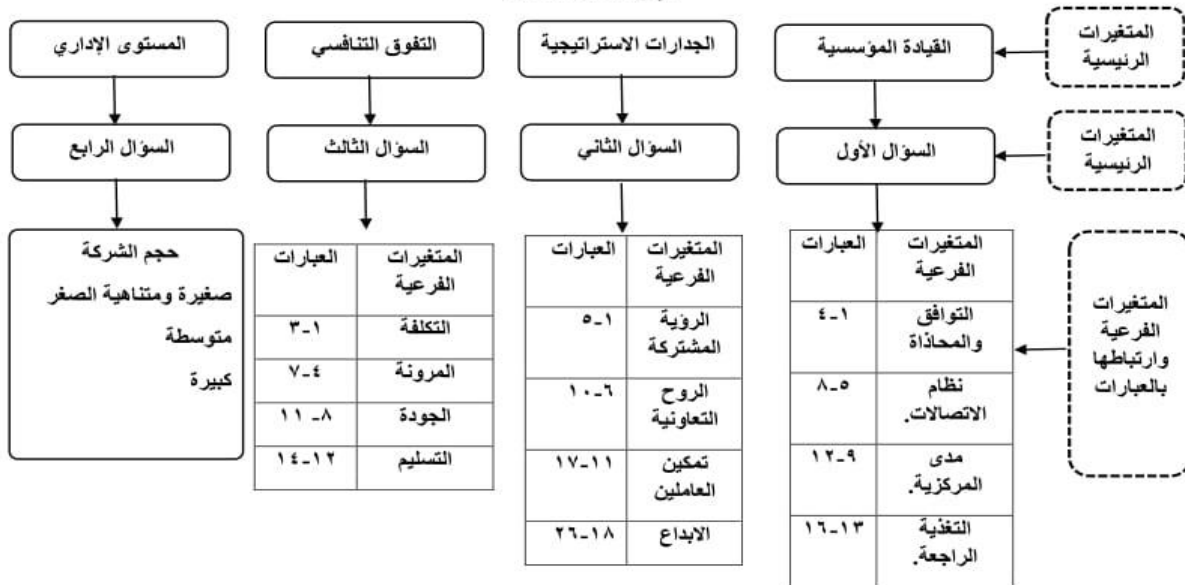 المتغيرات
الرئيسية
القيادة المؤسسية
الجدارات الاستراتيجية
التفوق التنافسي
المستوى الإداري
المتغيرات
الرئيسية
السؤال الأول
السؤال الثاني
السؤال الثالث
السؤال الرابع
المتغيرات
الفرعية
وارتباطها
بالعبارات
المتغيرات الفرعية العبارات
التوافق والمحاذاة ١-٤
نظام الاتصالات. ٥-٨
مدى المركزية. ٩-١٢
التغذية الراجعة. ١٣-١٦
المتغيرات الفرعية العبارات
الرؤية المشتركة ١-٥
الروح التعاونية ٦-١٠
تمكين العاملين ١١-١٧
الابداع ١٨-٢٦
المتغيرات الفرعية العبارات
التكلفة ١-٣
المرونة ٤-٧
الجودة ٨-١١
التسليم ١٢-١٤
حجم الشركة
صغيرة ومتناهية الصغر
متوسطة
كبيرة